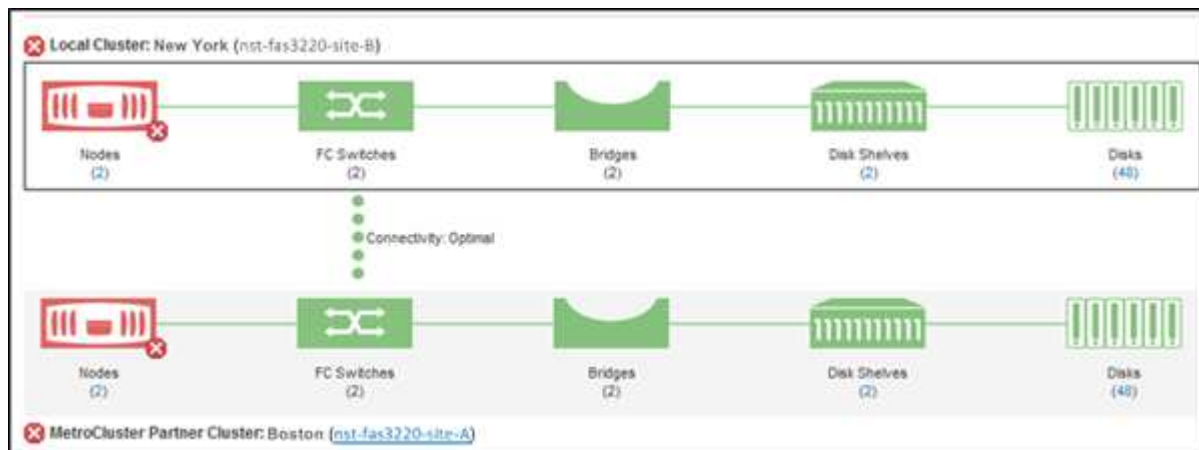 Local Cluster: New York (nst-fas3220-site-B)
Nodes FC Switches Bridges Disk Shelves Disks
(2) (2) (2) (2) (48)
Connectivity: Optimal
Nodes FC Switches Bridges Disk Shelves Disks
(2) (2) (2) (2) (48)
MetroCluster Partner Cluster: Boston (nst-fas3220-site-A)